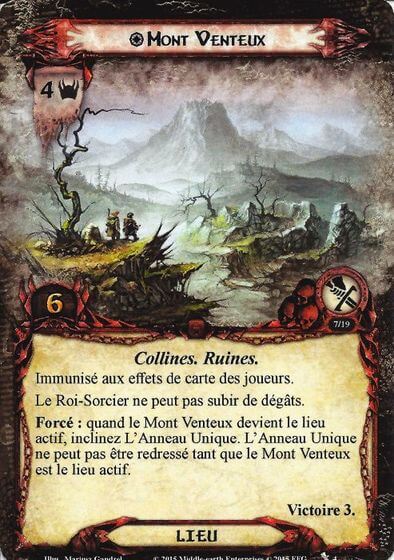 Mont Venteux
4
6
7/19
Collines. Ruines.
Immunisé aux effets de carte des joueurs.
Le Roi-Sorcier ne peut pas subir de dégâts.
Forcé : quand le Mont Venteux devient le lieu
actif, inclinez L'Anneau Unique. L'Anneau Unique
ne peut pas être redressé tant que le Mont Venteux
est le lieu actif.
Victoire 3.
LIEU
© 2015 Middle-earth Enterprises © 2015 FFG